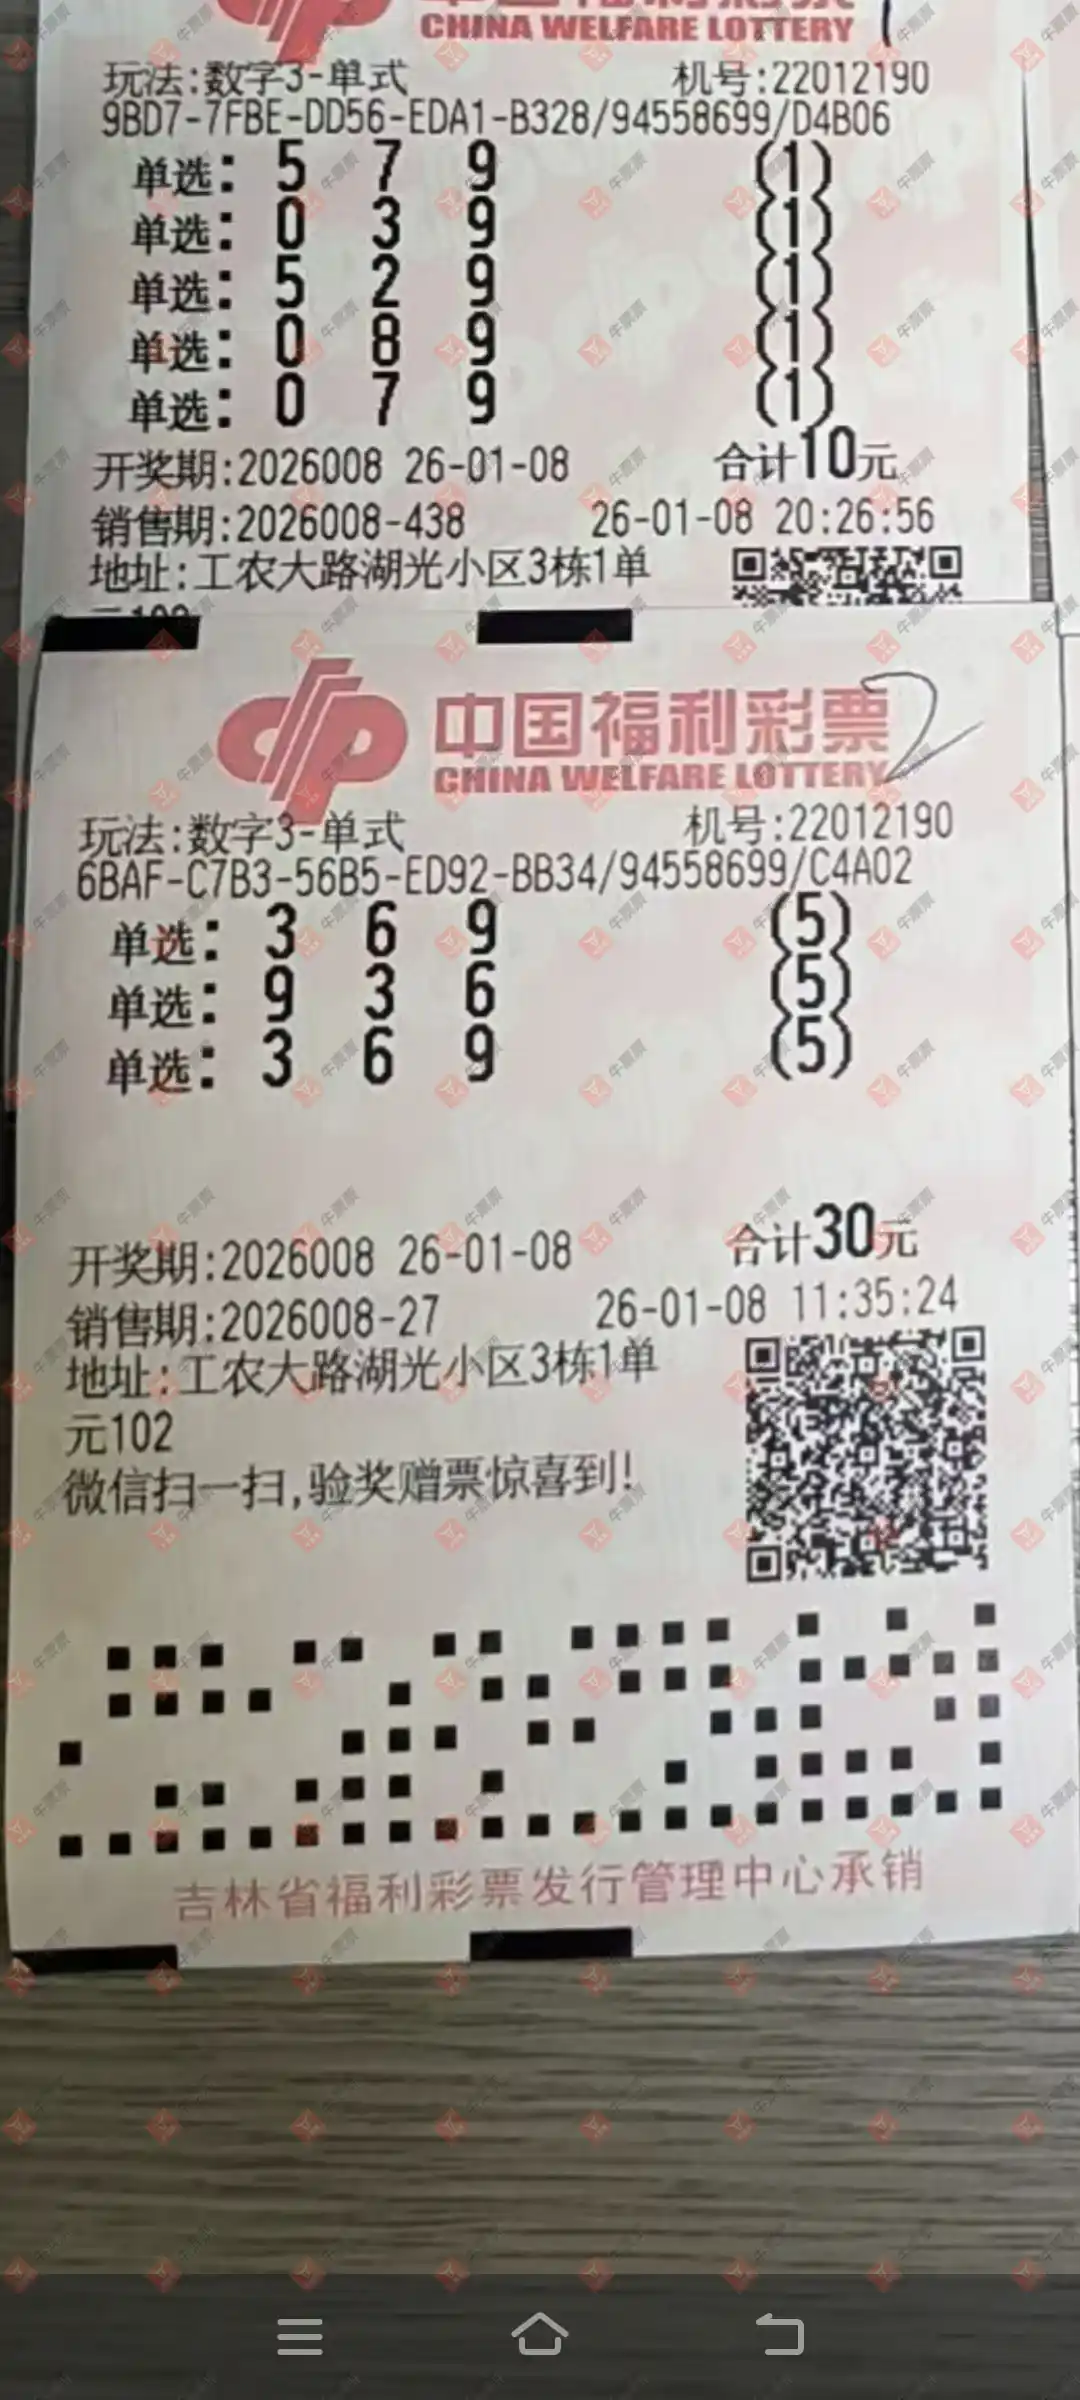 CHINA WELFARE LOTTERY
玩法:数字3-单式 机号:22012190
9BD7-7FBE-DD56-EDA1-B328/94558699/D4B06
单选: 5 7 9 (1)
单选: 0 3 9 (1)
单选: 5 2 9 (1)
单选: 0 8 9 (1)
单选: 0 7 9 (1)
开奖期:2026008 26-01-08 合计10元
销售期:2026008-438 26-01-08 20:26:56
地址:工农大路湖光小区3栋1单
中国福利彩票 2
CHINA WELFARE LOTTERY
玩法:数字3-单式 机号:22012190
6BAF-C7B3-56B5-ED92-BB34/94558699/C4A02
单选: 3 6 9 (5)
单选: 9 3 6 (5)
单选: 3 6 9 (5)
开奖期:2026008 26-01-08 合计30元
销售期:2026008-27 26-01-08 11:35:24
地址:工农大路湖光小区3栋1单
元102
微信扫一扫,验奖赠票惊喜到!
吉林省福利彩票发行管理中心承销
牛票票